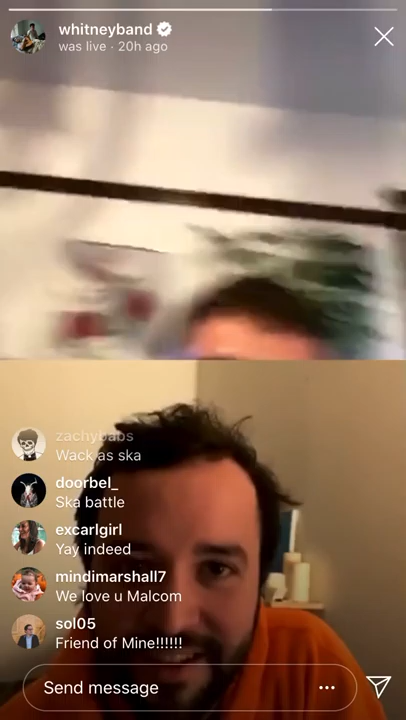 whitneyband
was live · 20h ago
zachybabs
Wack as ska
doorbel_
Ska battle
excarlgirl
Yay indeed
mindimarshall7
We love u Malcom
sol05
Friend of Mine!!!!!!
Send message